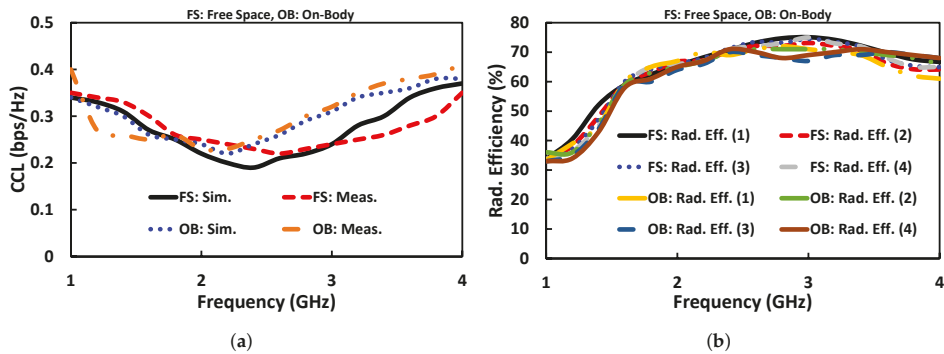 FS: Free Space, OB: On-Body
0.5
0.4
0.3
0.2
0.1
0
CCL (bps/Hz)
FS: Sim.
FS: Meas.
OB: Sim.
OB: Meas.
1
2
3
4
Frequency (GHz)
(a)
FS: Free Space, OB: On-Body
80
70
60
50
40
30
20
10
0
Rad. Efficiency (%)
FS: Rad. Eff. (1)
FS: Rad. Eff. (2)
FS: Rad. Eff. (3)
FS: Rad. Eff. (4)
OB: Rad. Eff. (1)
OB: Rad. Eff. (2)
OB: Rad. Eff. (3)
OB: Rad. Eff. (4)
1
2
3
4
Frequency (GHz)
(b)